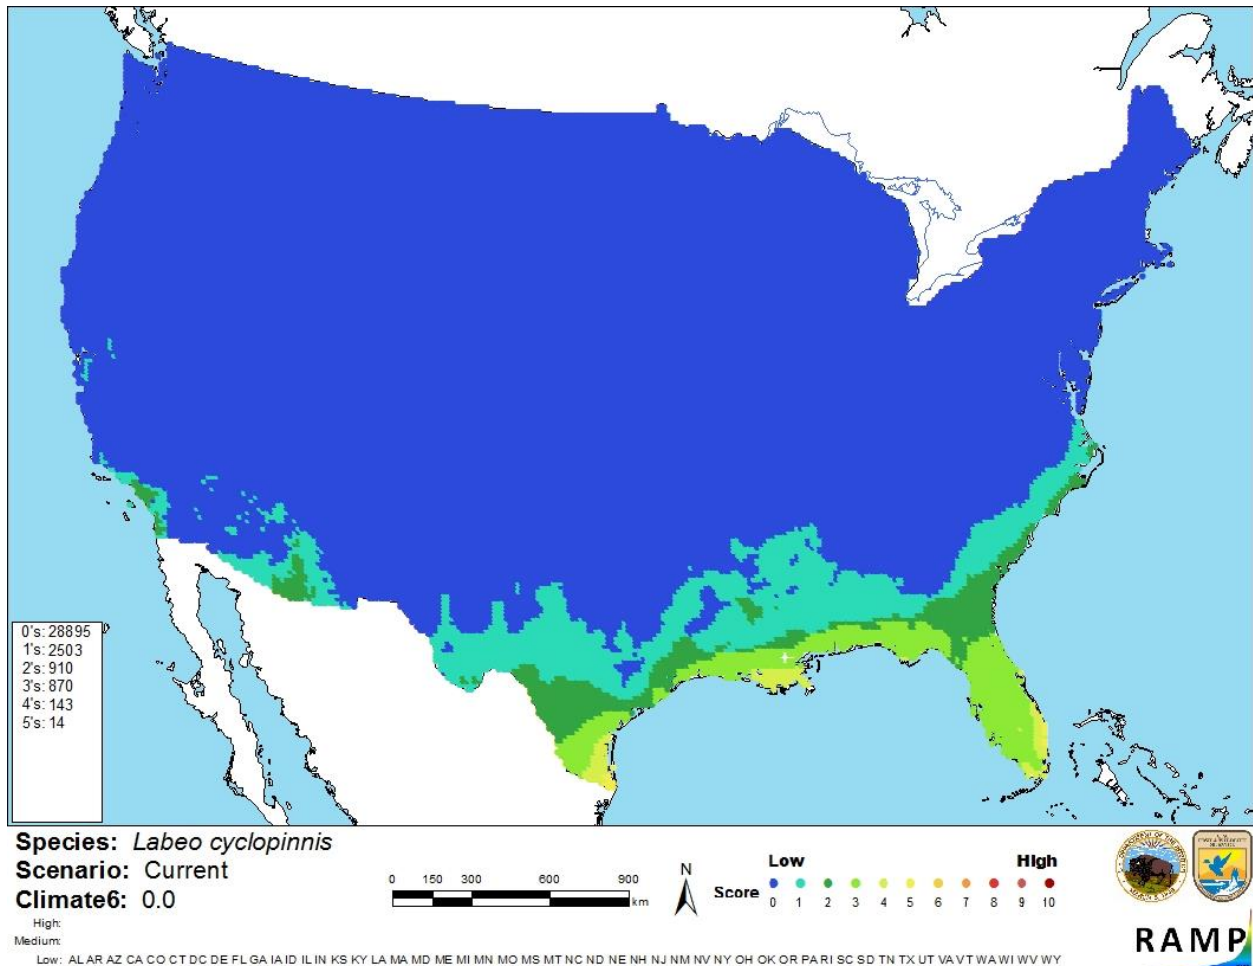 0's: 28895
1's: 2503
2's: 910
3's: 870
4's: 143
5's: 14
Species: Labeo cyclopinnis
Scenario: Current
Climate6: 0.0
High:
Medium:
Low: AL AR AZ CA CO CT DC DE FL GA IA ID IL IN KS KY LA MA MD ME MI MN MO MS MT NC ND NE NH NJ NM NV NY OH OK OR PA RI SC SD TN TX UT VA VT WA WI WV WY
0 150 300 600 900
km
N
Low High
Score
0 1 2 3 4 5 6 7 8 9 10
RAMP